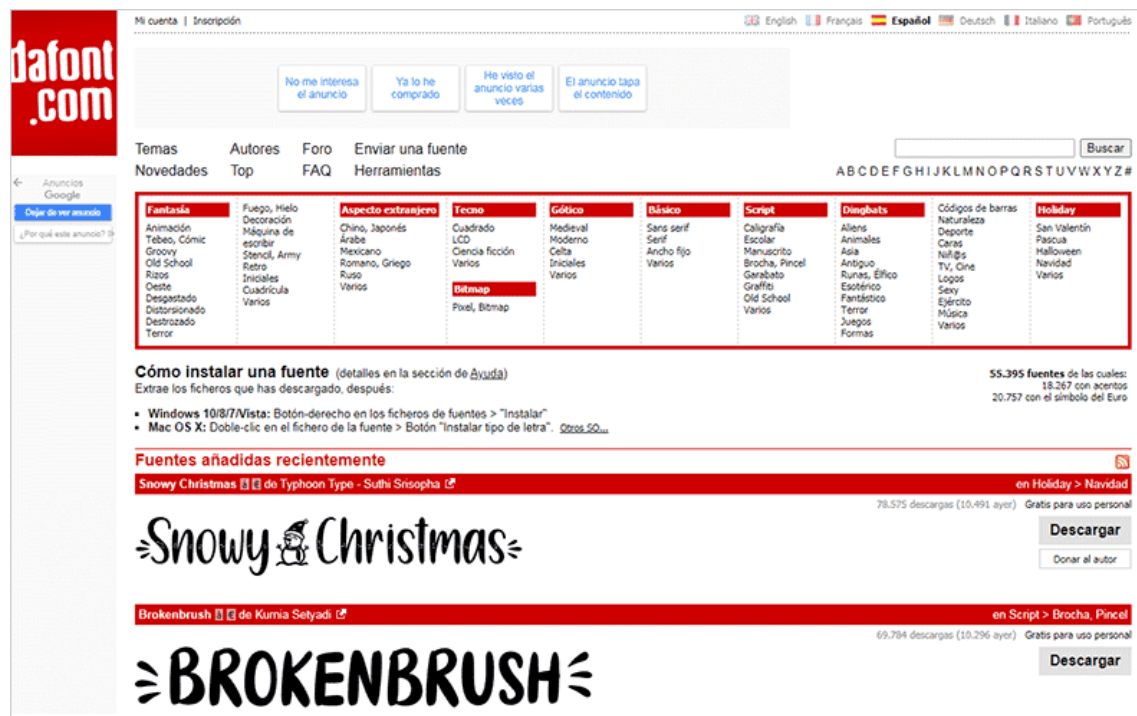 Mi cuenta | Inscripción
English Français Español Deutsch Italiano Português
dafont
.com
No me interesa
el anuncio
Ya lo he
comprado
He visto el
anuncio varias
veces
El anuncio tapa
el contenido
Temas Autores Foro Enviar una fuente
Novedades Top FAQ Herramientas
Buscar
A B C D E F G H I J K L M N O P Q R S T U V W X Y Z #
Anuncios
Google
Dejar de ver anuncio
¿Por qué este anuncio?
Fantasía
Animación
Tebeo, Cómic
Groovy
Old School
Rizos
Oeste
Desgastado
Distorsionado
Destrozado
Terror
Fuego, Hielo
Decoración
Máquina de
escribir
Stencil, Army
Retro
Iniciales
Cuadrícula
Varios
Aspecto extranjero
Chino, Japonés
Árabe
Mexicano
Romano, Griego
Ruso
Varios
Tecno
Cuadrado
LCD
Ciencia ficción
Varios
Bitmap
Pixel, Bitmap
Gótico
Medieval
Moderno
Celta
Iniciales
Varios
Básico
Sans serif
Serif
Ancho fijo
Varios
Script
Caligrafía
Escolar
Manuscrito
Brocha, Pincel
Garabato
Graffiti
Old School
Varios
Dingbats
Aliens
Animales
Asia
Antiguo
Runas, Élfico
Esotérico
Fantástico
Terror
Juegos
Formas
Códigos de barras
Naturaleza
Deporte
Caras
Niñ@s
TV, Cine
Logos
Sexy
Ejército
Música
Varios
Holiday
San Valentín
Pascua
Halloween
Navidad
Varios
Cómo instalar una fuente (detalles en la sección de Ayuda)
Extrae los ficheros que has descargado, después:
▪ Windows 10/8/7/Vista: Botón-derecho en los ficheros de fuentes > "Instalar"
▪ Mac OS X: Doble-clic en el fichero de la fuente > Botón "Instalar tipo de letra". Otros SO...
55.395 fuentes de las cuales:
18.267 con acentos
20.757 con el símbolo del Euro
Fuentes añadidas recientemente
Snowy Christmas à € de Typhoon Type - Suthi Srisopha en Holiday > Navidad
78.575 descargas (10.491 ayer) Gratis para uso personal
Snowy Christmas
Descargar
Donar al autor
Brokenbrush à € de Kurnia Setyadi en Script > Brocha, Pincel
69.784 descargas (10.296 ayer) Gratis para uso personal
BROKENBRUSH
Descargar